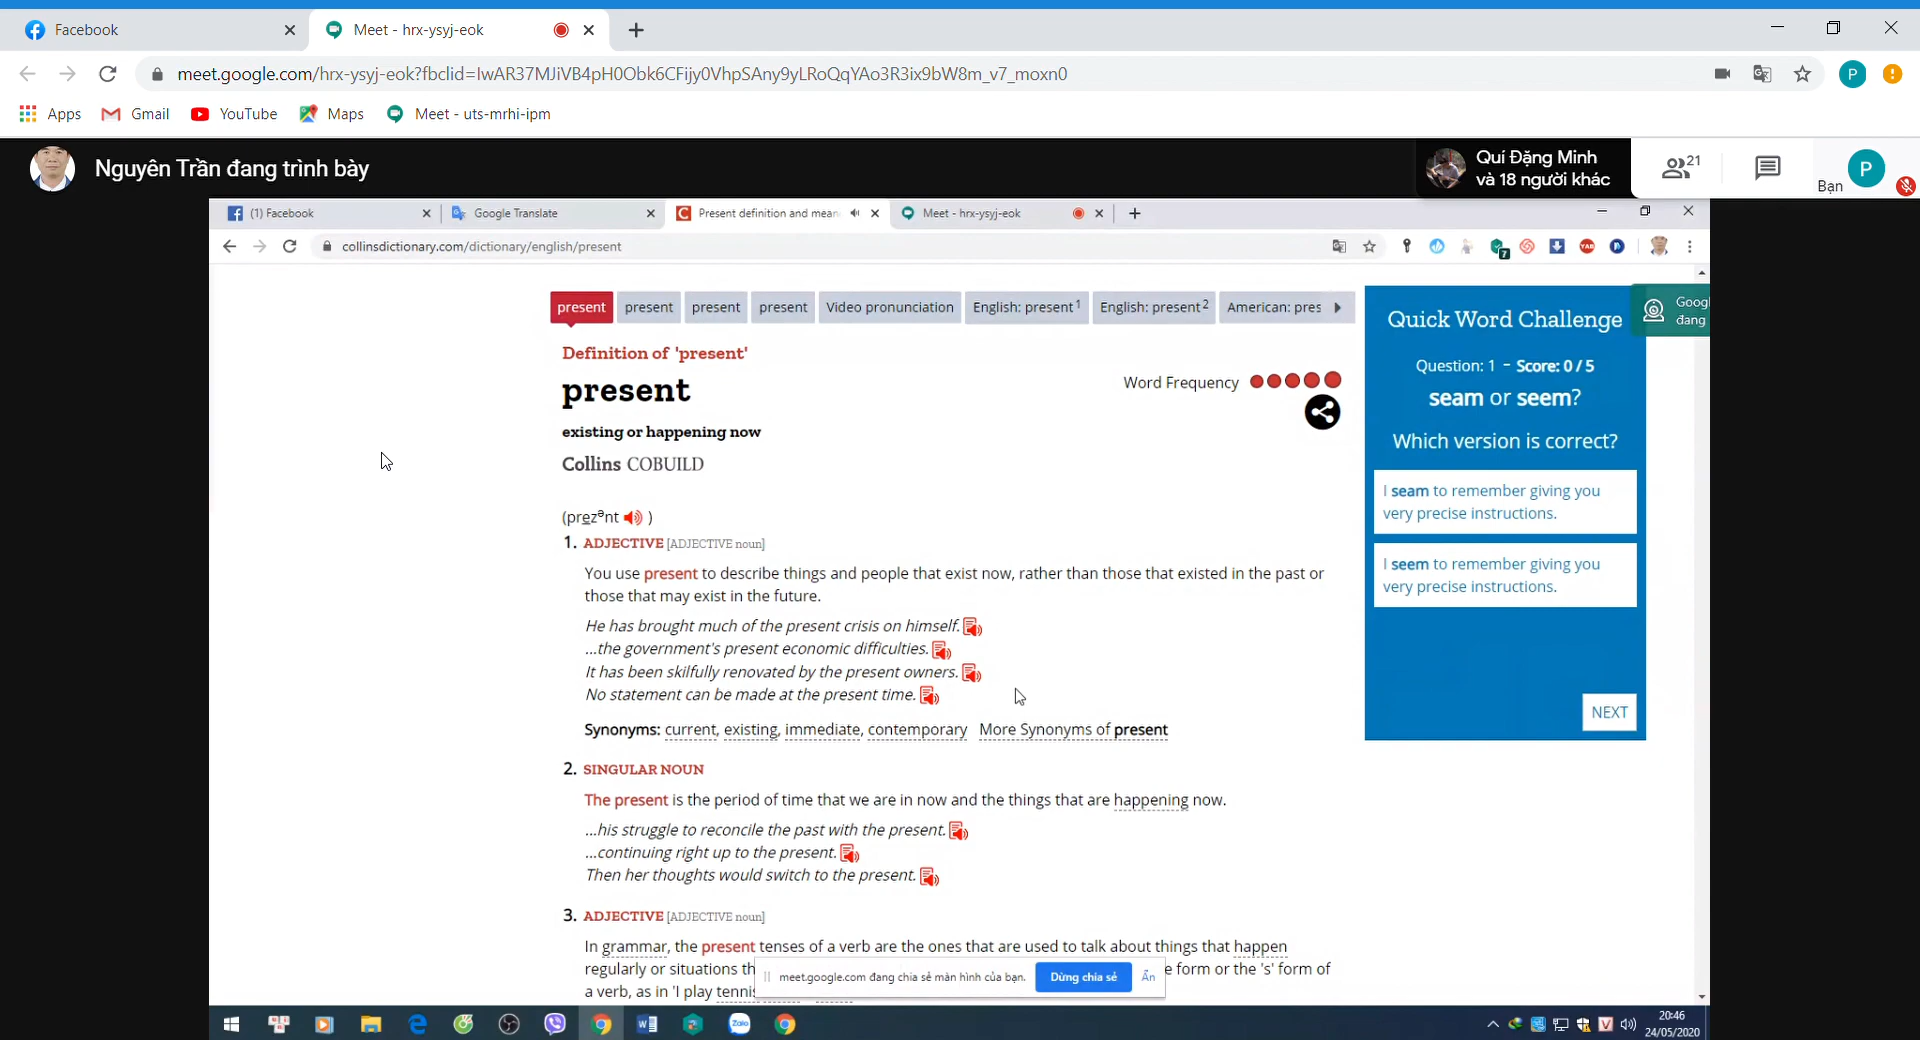 Facebook
Meet - hrx-ysyj-eok
meet.google.com/hrx-ysyj-eok?fbclid=IwAR37MJiVB4pH0Obk6CFijy0VhpSAny9yLRoQqYAo3R3ix9bW8m_v7_moxn0
P
Apps
Gmail
YouTube
Maps
Meet - uts-mrhi-ipm
Nguyên Trần đang trình bày
Quí Đặng Minh
và 18 người khác
21
Bạn
P
(1) Facebook
Google Translate
Present definition and mean
Meet - hrx-ysyj-eok
collinsdictionary.com/dictionary/english/present
7
present
present
present
present
Video pronunciation
English: present1
English: present2
American: pres
Definition of 'present'
present
Word Frequency
existing or happening now
Collins COBUILD
(prezənt )
1. ADJECTIVE [ADJECTIVE noun]
You use present to describe things and people that exist now, rather than those that existed in the past or
those that may exist in the future.
He has brought much of the present crisis on himself.
...the government's present economic difficulties.
It has been skilfully renovated by the present owners.
No statement can be made at the present time.
Synonyms: current, existing, immediate, contemporary More Synonyms of present
2. SINGULAR NOUN
The present is the period of time that we are in now and the things that are happening now.
...his struggle to reconcile the past with the present.
...continuing right up to the present.
Then her thoughts would switch to the present.
3. ADJECTIVE [ADJECTIVE noun]
In grammar, the present tenses of a verb are the ones that are used to talk about things that happen
regularly or situations th
e form or the 's' form of
a verb, as in 'I play tennis
Quick Word Challenge
Question: 1 - Score: 0 / 5
seam or seem?
Which version is correct?
I seam to remember giving you
very precise instructions.
I seem to remember giving you
very precise instructions.
NEXT
Googl
đang
meet.google.com đang chia sẻ màn hình của bạn.
Dừng chia sẻ
Ẩn
Zalo
V
20:46
24/05/2020